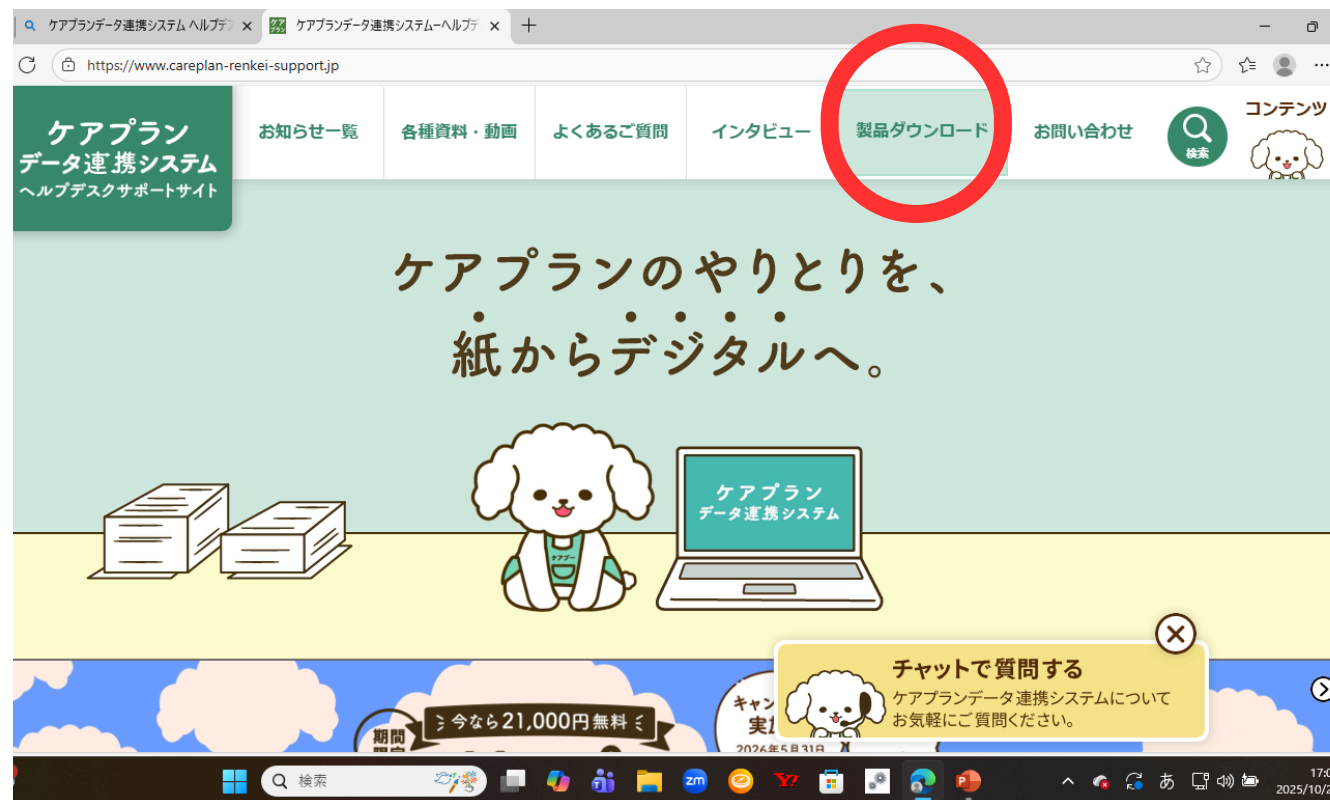 ケアプランデータ連携システム ヘルプデ
ケアプランデータ連携システムーヘルプデ
https://www.careplan-renkei-support.jp
ケアプラン
データ連携システム
ヘルプデスクサポートサイト
お知らせ一覧
各種資料・動画
よくあるご質問
インタビュー
製品ダウンロード
お問い合わせ
検索
コンテンツ
ケアプランのやりとりを、
紙からデジタルへ。
ケアプラン
データ連携システム
ケアプー
チャットで質問する
ケアプランデータ連携システムについて
お気軽にご質問ください。
期間
今なら21,000円無料
キャン
実
2026年5月31日
検索
zm
あ
17:0
2025/10/2